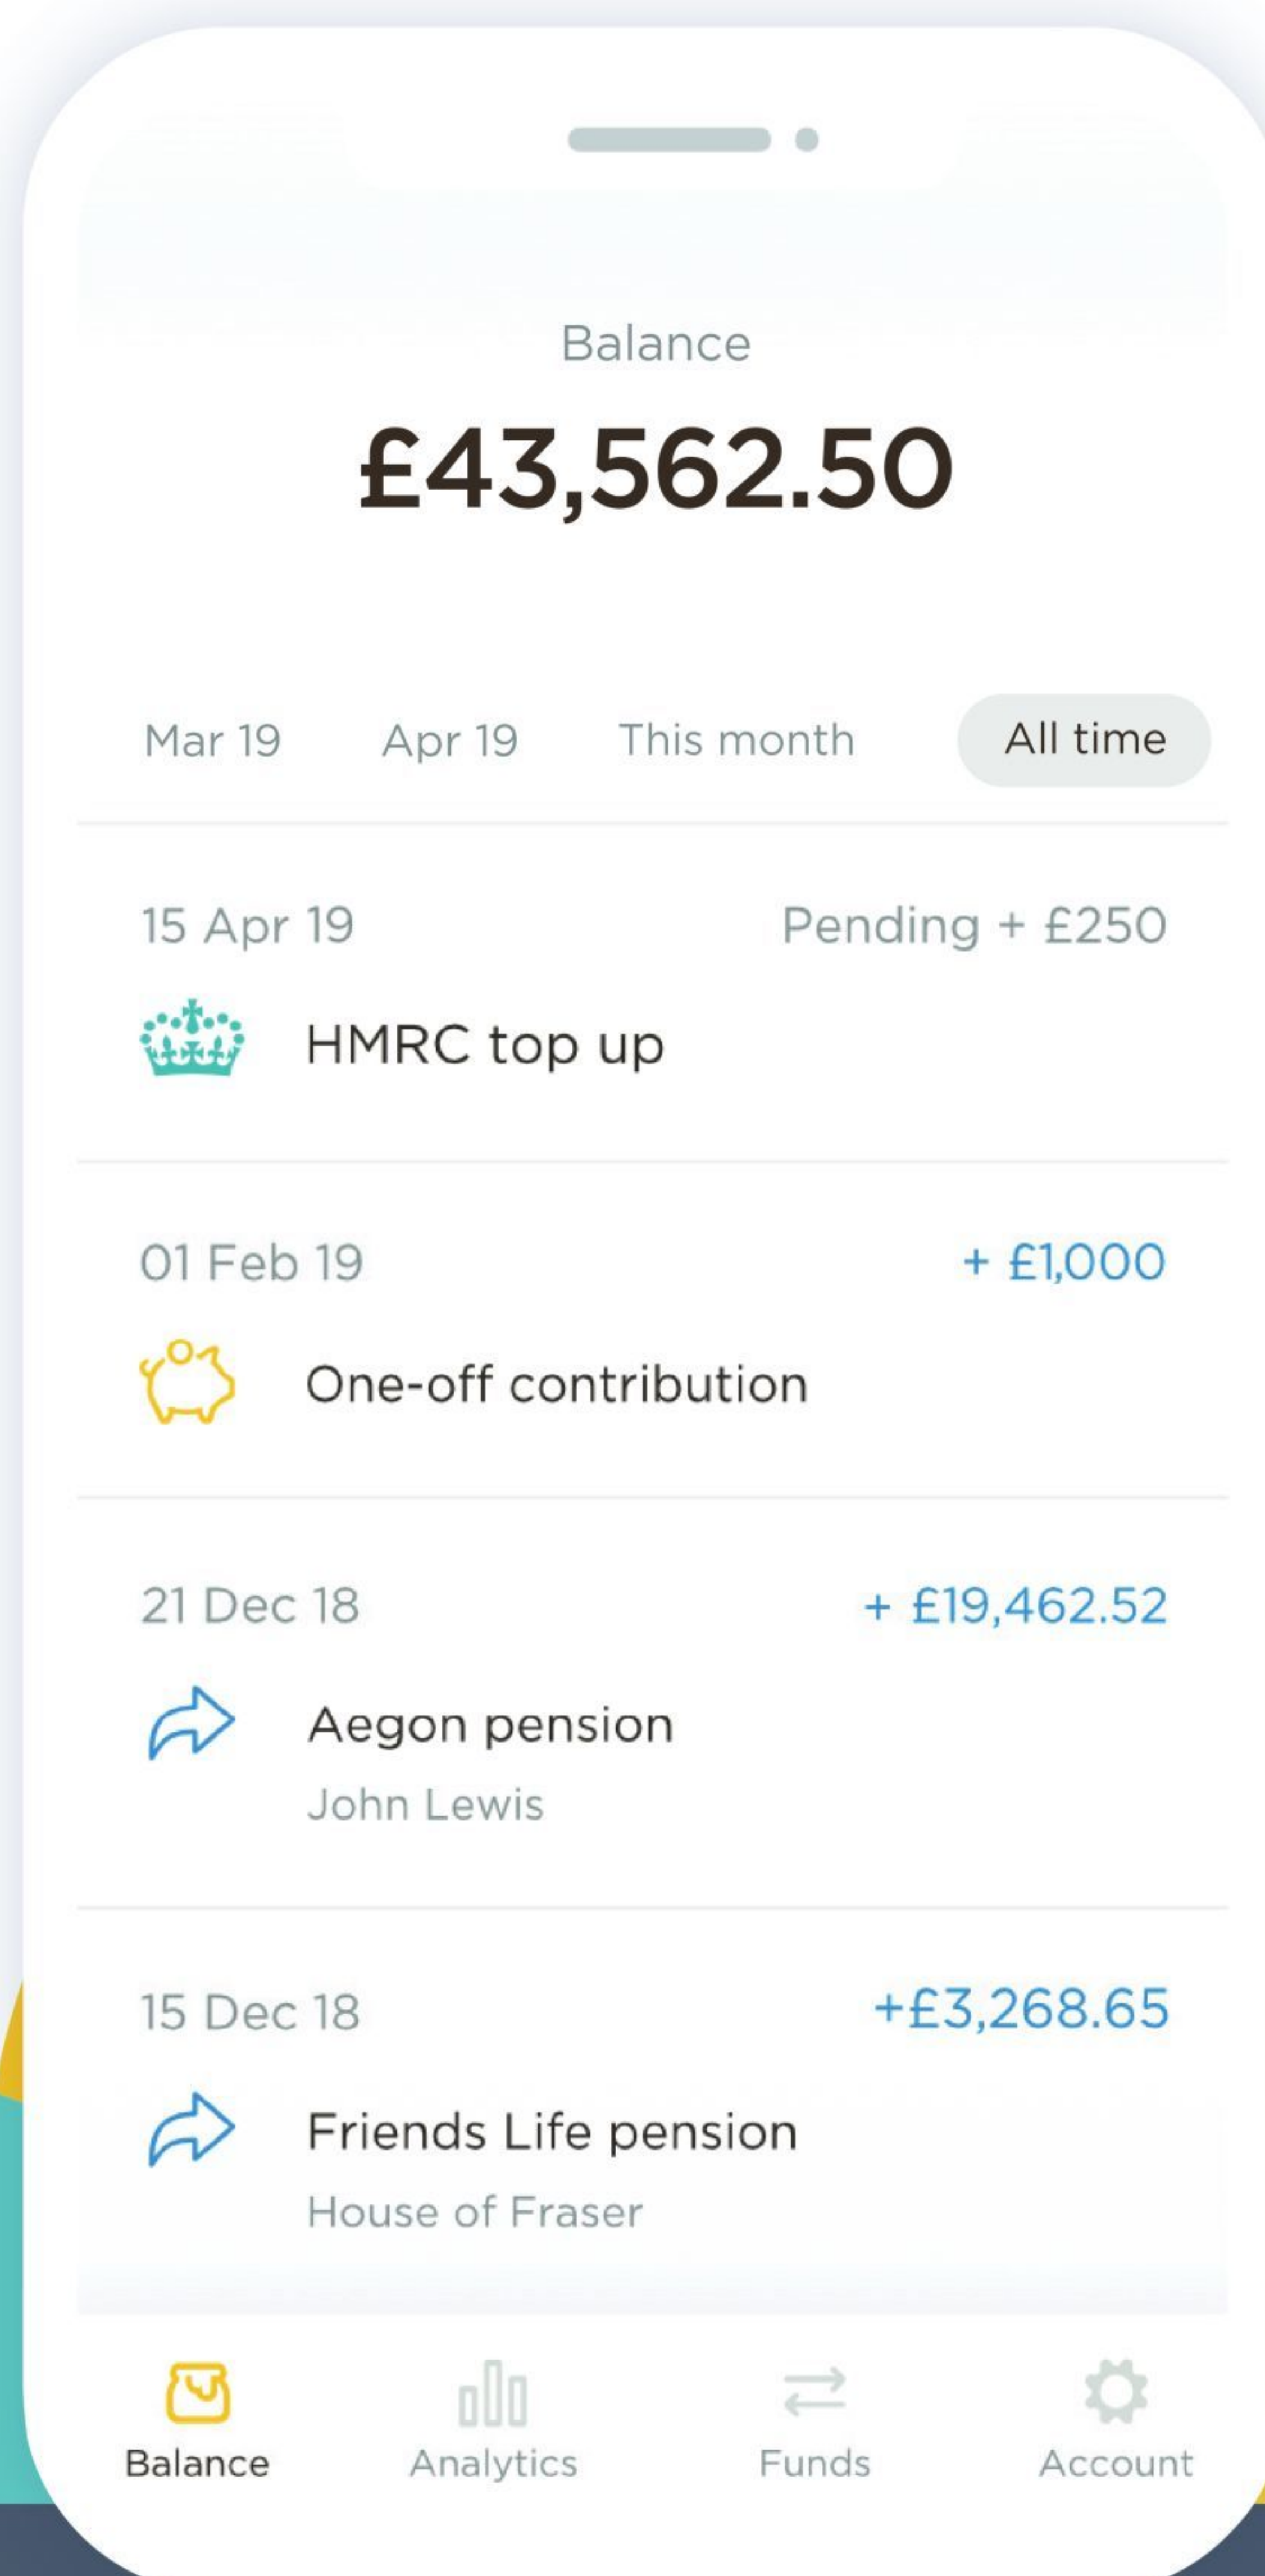 Balance
£43,562.50
Mar 19 Apr 19 This month All time
15 Apr 19 Pending + £250
HMRC top up
01 Feb 19 + £1,000
One-off contribution
21 Dec 18 + £19,462.52
Aegon pension
John Lewis
15 Dec 18 +£3,268.65
Friends Life pension
House of Fraser
Balance Analytics Funds Account